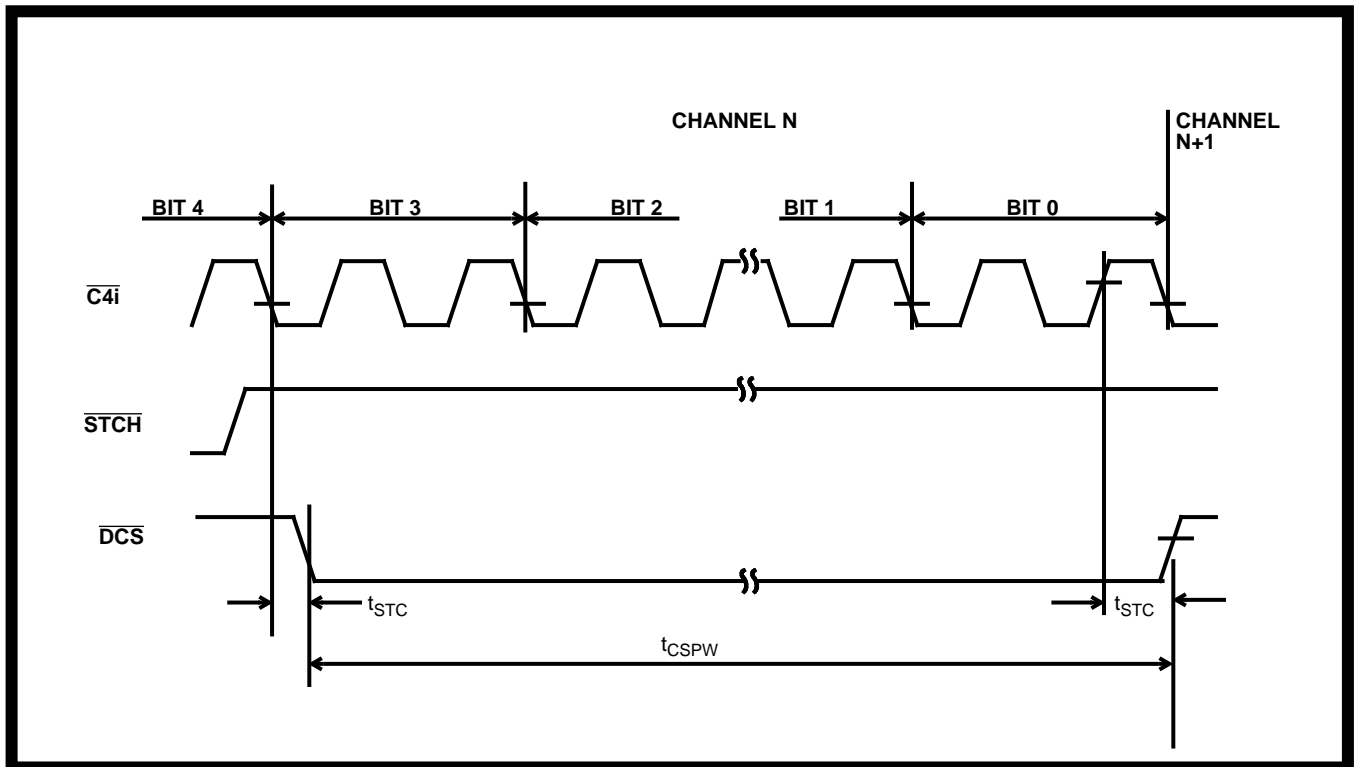 CHANNEL N
CHANNEL
N+1
BIT 4
BIT 3
BIT 2
BIT 1
BIT 0
C4i
STCH
DCS
tSTC
tSTC
tCSPW